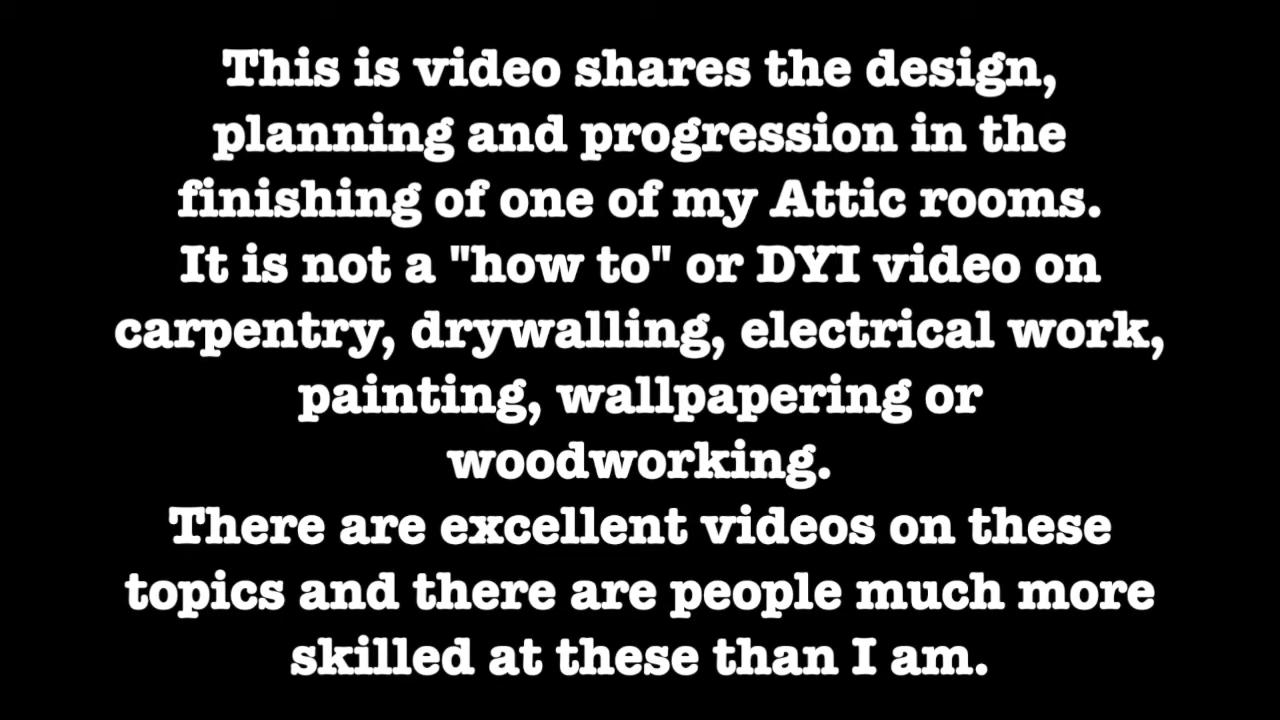 This is video shares the design,
planning and progression in the
finishing of one of my Attic rooms.
It is not a "how to" or DYI video on
carpentry, drywalling, electrical work,
painting, wallpapering or
woodworking.
There are excellent videos on these
topics and there are people much more
skilled at these than I am.